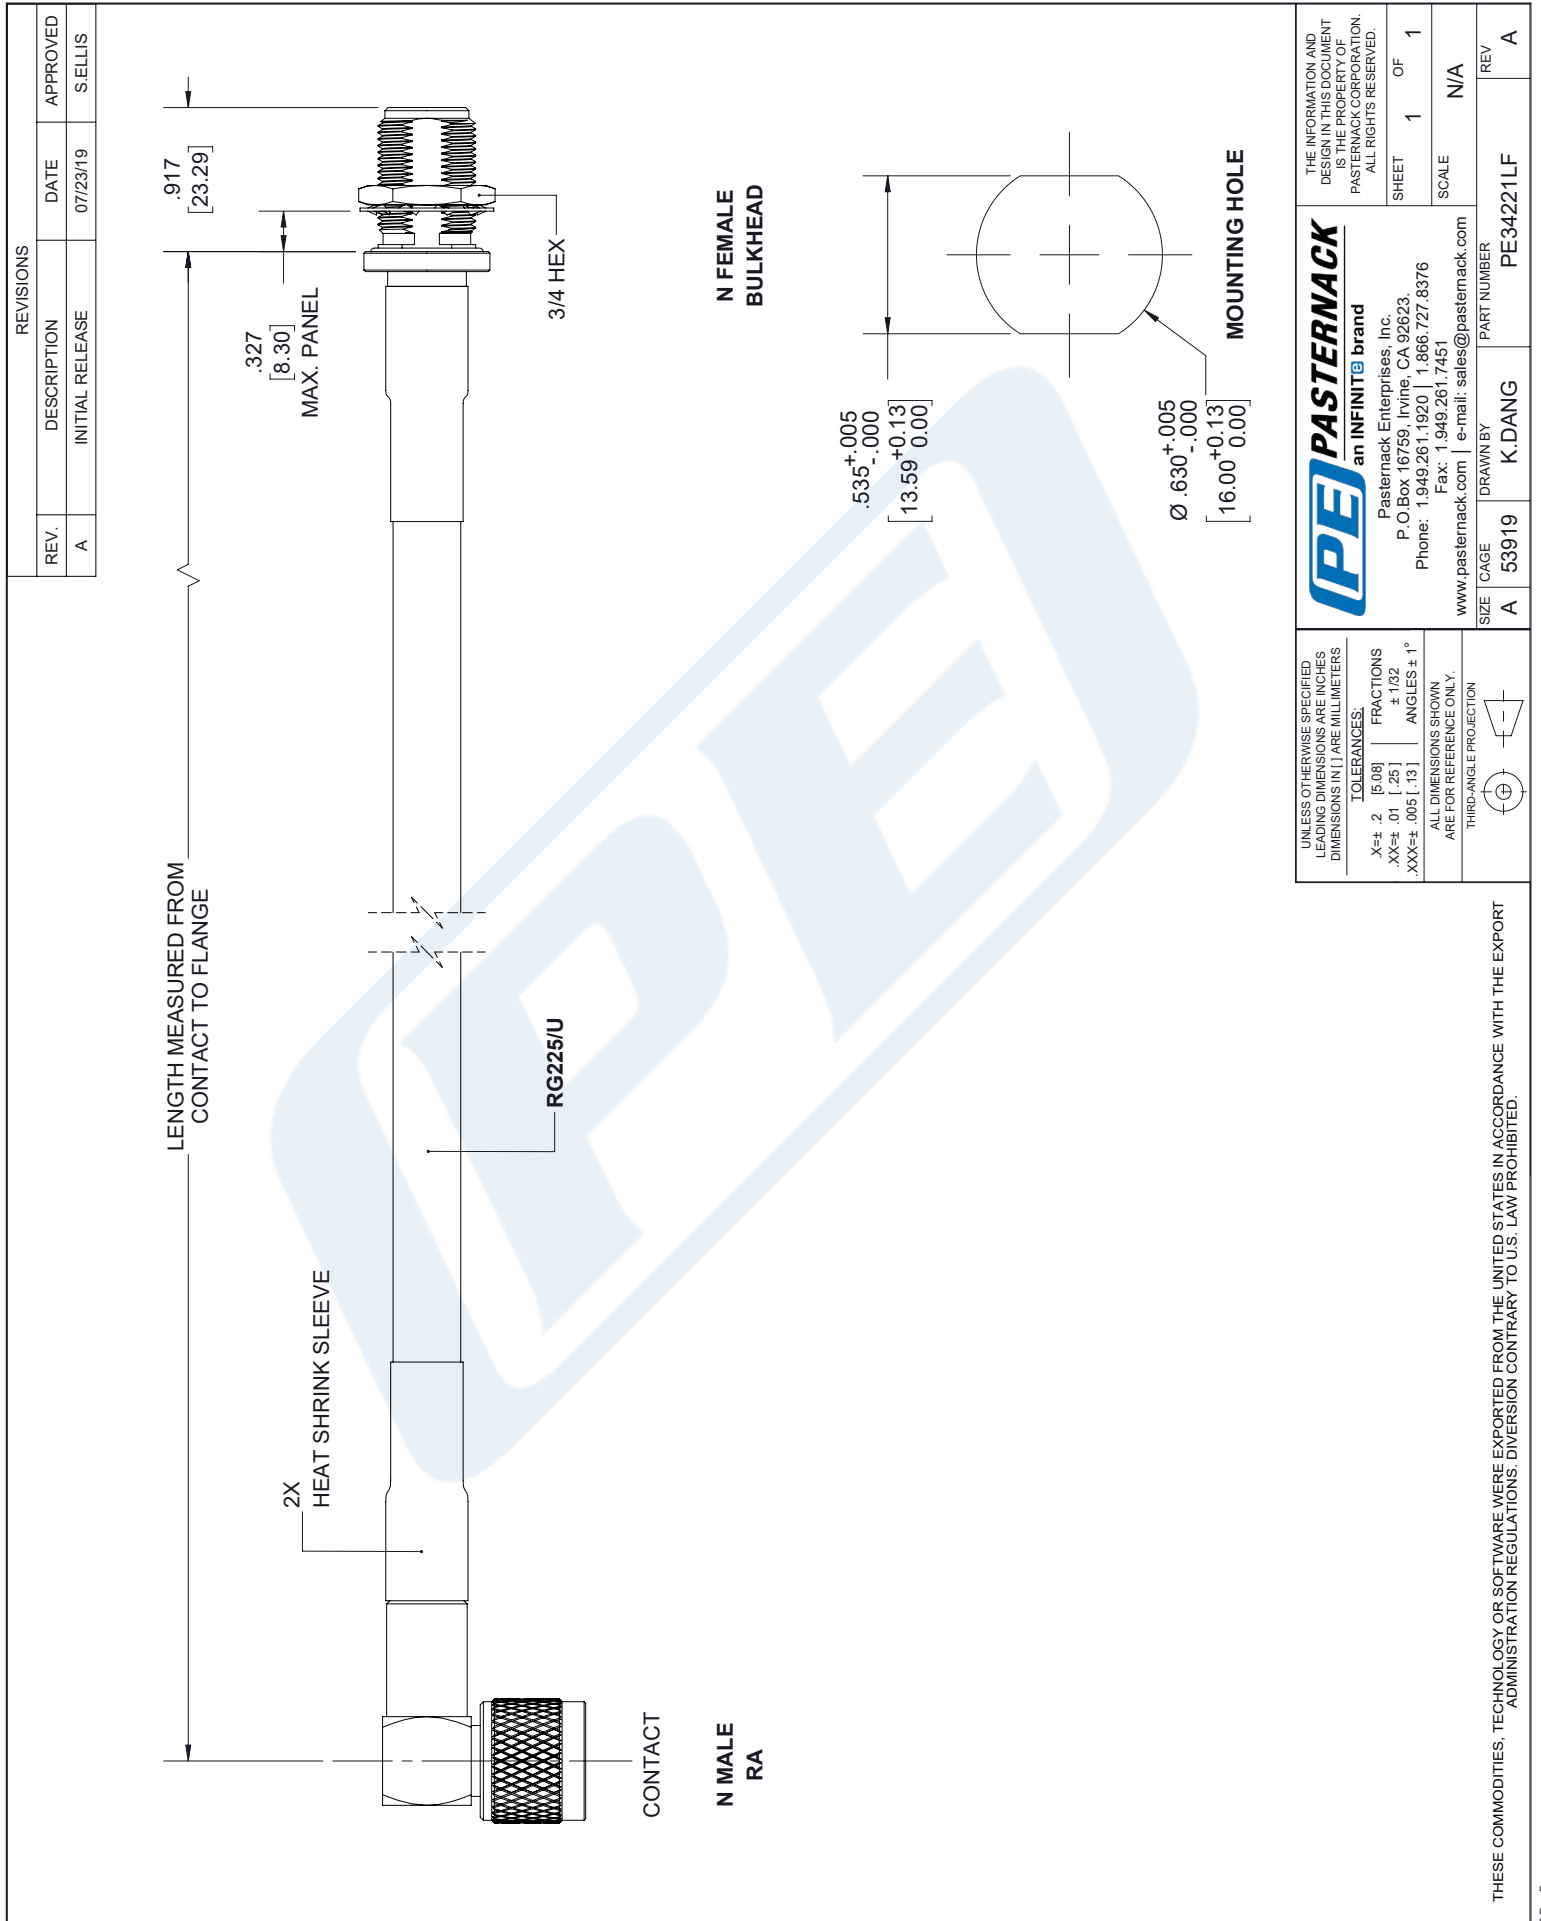 REVISIONS
REV. DESCRIPTION DATE APPROVED
A INITIAL RELEASE 07/23/19 S.ELLIS
LENGTH MEASURED FROM
CONTACT TO FLANGE
.917
[23.29]
.327
[8.30]
MAX. PANEL
2X
HEAT SHRINK SLEEVE
RG225/U
3/4 HEX
CONTACT
N MALE
RA
N FEMALE
BULKHEAD
.535+.005 -.000
[13.59+0.13 0.00]
Ø .630+.005 -.000
[16.00+0.13 0.00]
MOUNTING HOLE
PE
UNLESS OTHERWISE SPECIFIED
LEADING DIMENSIONS ARE INCHES
DIMENSIONS IN [ ] ARE MILLIMETERS
TOLERANCES:
.X=± .2 [5.08] FRACTIONS
.XX=± .01 [.25] ± 1/32
.XXX=± .005 [.13] ANGLES ± 1°
ALL DIMENSIONS SHOWN
ARE FOR REFERENCE ONLY.
THIRD-ANGLE PROJECTION
PE PASTERNACK
an INFINITe brand
Pasternack Enterprises, Inc.
P.O.Box 16759, Irvine, CA 92623.
Phone: 1.949.261.1920 | 1.866.727.8376
Fax: 1.949.261.7451
www.pasternack.com | e-mail: sales@pasternack.com
THE INFORMATION AND
DESIGN IN THIS DOCUMENT
IS THE PROPERTY OF
PASTERNACK CORPORATION.
ALL RIGHTS RESERVED.
SHEET 1 OF 1
SCALE N/A
SIZE A
CAGE 53919
DRAWN BY K.DANG
PART NUMBER PE34221LF
REV A
THESE COMMODITIES, TECHNOLOGY OR SOFTWARE WERE EXPORTED FROM THE UNITED STATES IN ACCORDANCE WITH THE EXPORT
ADMINISTRATION REGULATIONS. DIVERSION CONTRARY TO U.S. LAW PROHIBITED.